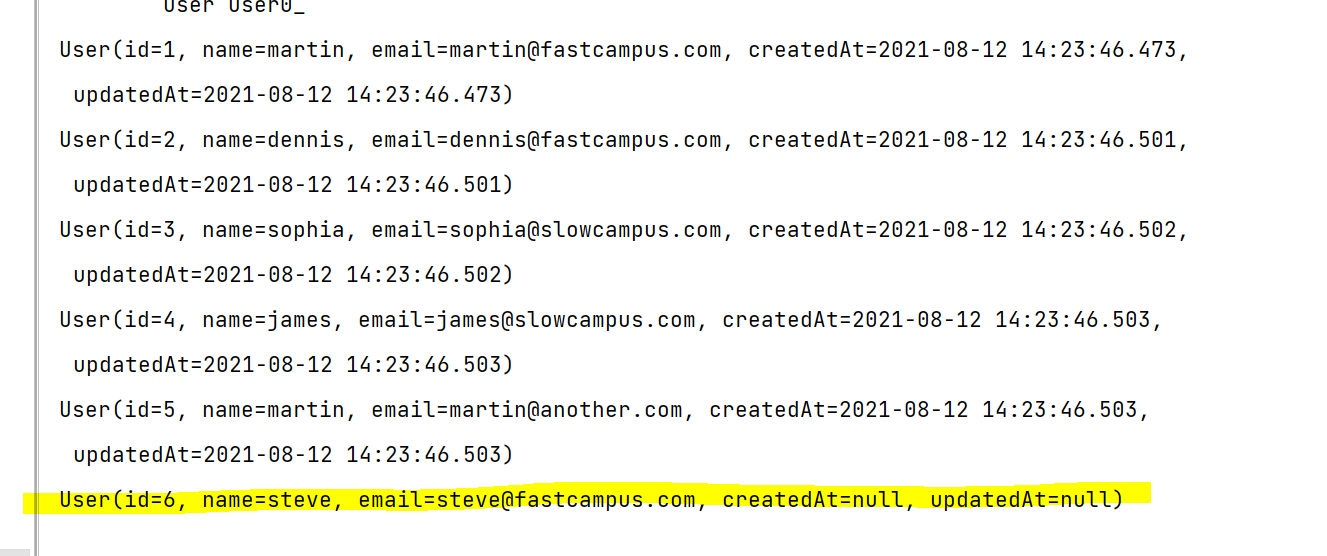 User user0_
User(id=1, name=martin, email=martin@fastcampus.com, createdAt=2021-08-12 14:23:46.473,
updatedAt=2021-08-12 14:23:46.473)
User(id=2, name=dennis, email=dennis@fastcampus.com, createdAt=2021-08-12 14:23:46.501,
updatedAt=2021-08-12 14:23:46.501)
User(id=3, name=sophia, email=sophia@slowcampus.com, createdAt=2021-08-12 14:23:46.502,
updatedAt=2021-08-12 14:23:46.502)
User(id=4, name=james, email=james@slowcampus.com, createdAt=2021-08-12 14:23:46.503,
updatedAt=2021-08-12 14:23:46.503)
User(id=5, name=martin, email=martin@another.com, createdAt=2021-08-12 14:23:46.503,
updatedAt=2021-08-12 14:23:46.503)
User(id=6, name=steve, email=steve@fastcampus.com, createdAt=null, updatedAt=null)